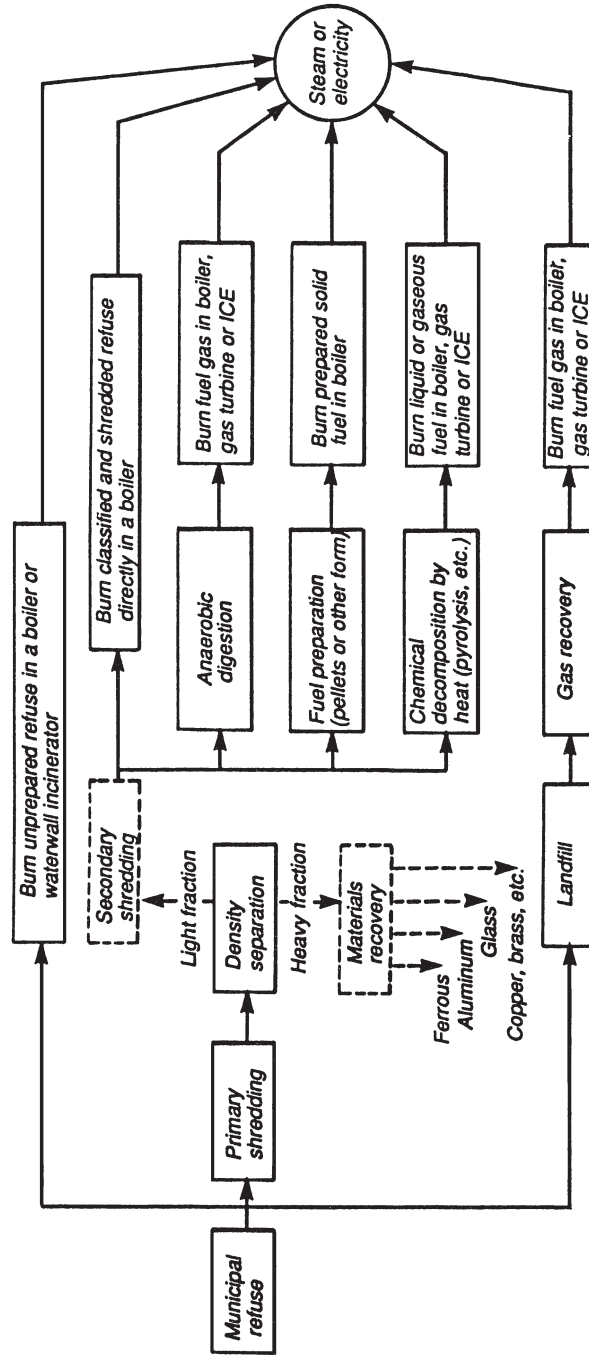 Municipal
refuse
Primary
shredding
Density
separation
Light fraction
Heavy fraction
Secondary
shredding
Materials
recovery
Ferrous
Aluminum
Glass
Copper, brass, etc.
Burn unprepared refuse in a boiler or
waterwall incinerator
Burn classified and shredded refuse
directly in a boiler
Anaerobic
digestion
Burn fuel gas in boiler,
gas turbine or ICE
Fuel preparation
(pellets or other form)
Burn prepared solid
fuel in boiler
Chemical
decomposition by
heat (pyrolysis, etc.)
Burn liquid or gaseous
fuel in boiler, gas
turbine or ICE
Landfill
Gas recovery
Burn fuel gas in boiler,
gas turbine or ICE
Steam or
electricity